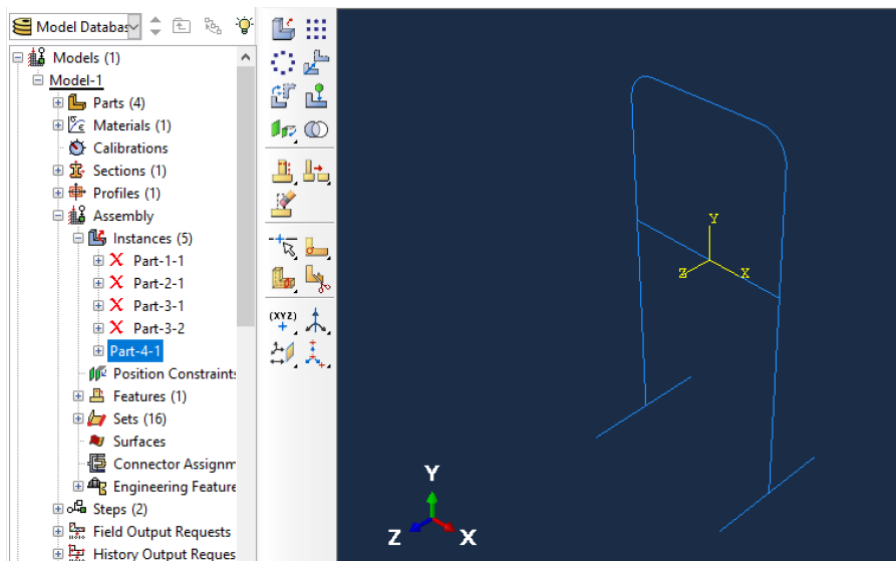 Model Databas
Models (1)
Model-1
Parts (4)
Materials (1)
Calibrations
Sections (1)
Profiles (1)
Assembly
Instances (5)
Part-1-1
Part-2-1
Part-3-1
Part-3-2
Part-4-1
Position Constraints
Features (1)
Sets (16)
Surfaces
Connector Assignm
Engineering Feature
Steps (2)
Field Output Requests
History Output Reques
(XYZ)
Y
Z
X
Y
Z
X